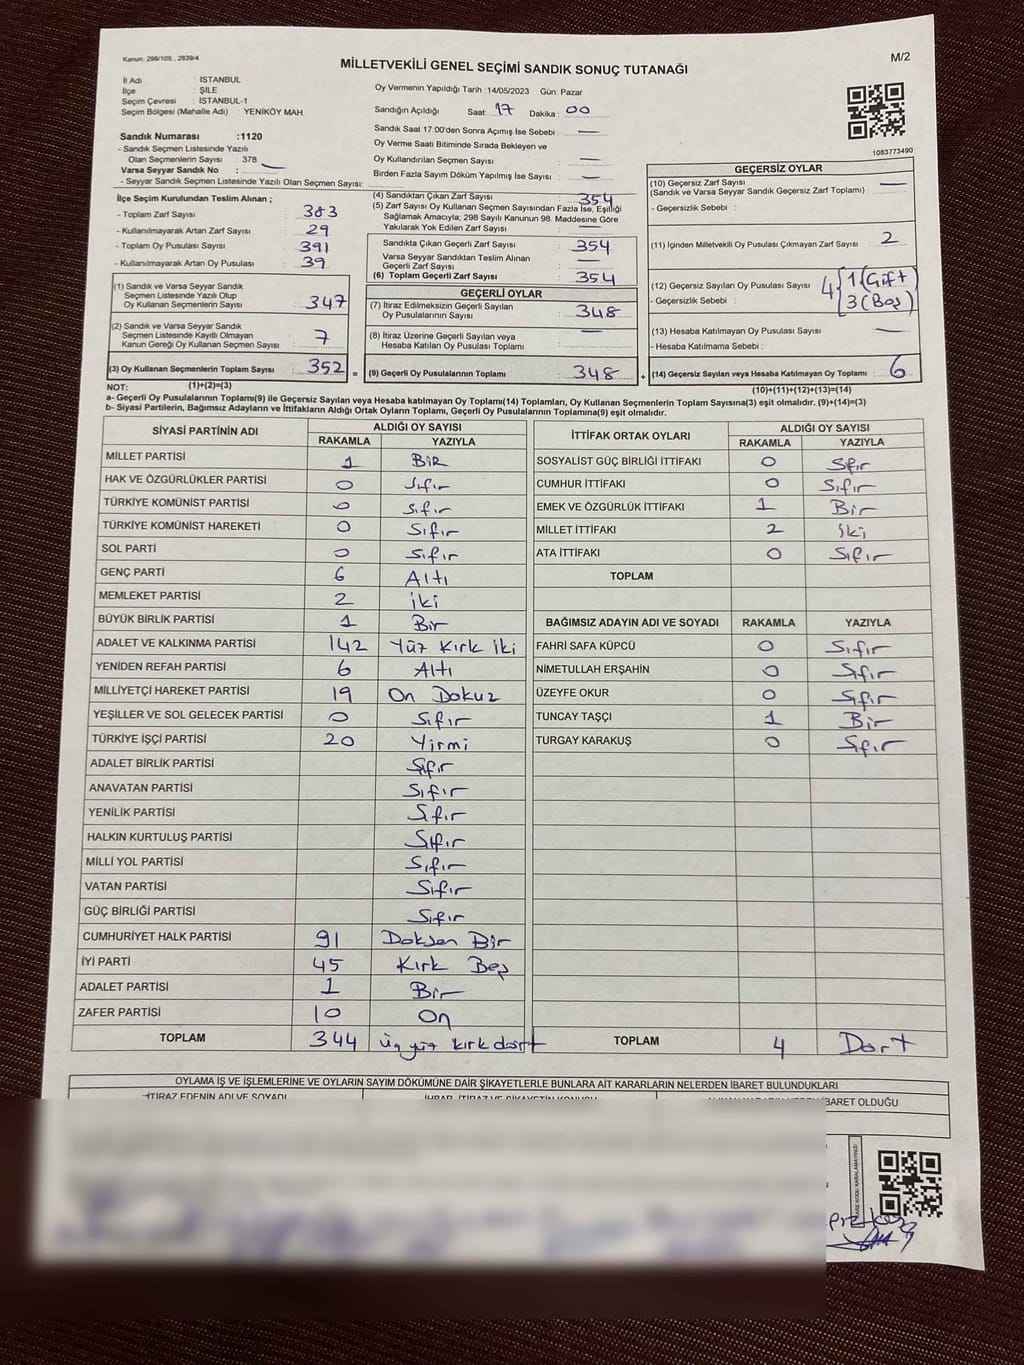 Kanun: 298/105 , 2839/4
MİLLETVEKİLİ GENEL SEÇİMİ SANDIK SONUÇ TUTANAĞI
M/2
İl Adı : İSTANBUL
İlçe : ŞİLE
Seçim Çevresi : İSTANBUL-1
Seçim Bölgesi (Mahalle Adı) : YENİKÖY MAH
Sandık Numarası :1120
- Sandık Seçmen Listesinde Yazılı
Olan Seçmenlerin Sayısı : 378
Varsa Seyyar Sandık No : —
- Seyyar Sandık Seçmen Listesinde Yazılı Olan Seçmen Sayısı:
Oy Vermenin Yapıldığı Tarih :14/05/2023 Gün: Pazar
Sandığın Açıldığı Saat: 17 Dakika : 00
Sandık Saat 17:00'den Sonra Açımış İse Sebebi : —
Oy Verme Saati Bitiminde Sırada Bekleyen ve
Oy Kullandırılan Seçmen Sayısı : —
Birden Fazla Sayım Döküm Yapılmış İse Sayısı : —
1083773490
İlçe Seçim Kurulundan Teslim Alınan ;
- Toplam Zarf Sayısı : 383
- Kullanılmayarak Artan Zarf Sayısı : 29
- Toplam Oy Pusulası Sayısı : 391
- Kullanılmayarak Artan Oy Pusulası : 39
(1) Sandık ve Varsa Seyyar Sandık
Seçmen Listesinde Yazılı Olup
Oy Kullanan Seçmenlerin Sayısı : 347
(2) Sandık ve Varsa Seyyar Sandık
Seçmen Listesinde Kayıtlı Olmayan
Kanun Gereği Oy Kullanan Seçmen Sayısı : 7
(3) Oy Kullanan Seçmenlerin Toplam Sayısı : 352 =
(4) Sandıktan Çıkan Zarf Sayısı : 354
(5) Zarf Sayısı Oy Kullanan Seçmen Sayısından Fazla İse, Eşitliği
Sağlamak Amacıyla, 298 Sayılı Kanunun 98. Maddesine Göre
Yakılarak Yok Edilen Zarf Sayısı : —
Sandıkta Çıkan Geçerli Zarf Sayısı : 354
Varsa Seyyar Sandıktan Teslim Alınan
Geçerli Zarf Sayısı : —
(6) Toplam Geçerli Zarf Sayısı : 354
GEÇERLİ OYLAR
(7) İtiraz Edilmeksizin Geçerli Sayılan
Oy Pusulalarının Sayısı : 348
(8) İtiraz Üzerine Geçerli Sayılan veya
Hesaba Katılan Oy Pusulası Toplamı : —
(9) Geçerli Oy Pusulalarının Toplamı : 348 +
GEÇERSİZ OYLAR
(10) Geçersiz Zarf Sayısı
(Sandık ve Varsa Seyyar Sandık Geçersiz Zarf Toplamı) : —
- Geçersizlik Sebebi :
(11) İçinden Milletvekili Oy Pusulası Çıkmayan Zarf Sayısı : 2
(12) Geçersiz Sayılan Oy Pusulası Sayısı : 4 { 1 (Çift)
- Geçersizlik Sebebi : 3 (Boş)
(13) Hesaba Katılmayan Oy Pusulası Sayısı : —
- Hesaba Katılmama Sebebi :
(14) Geçersiz Sayılan veya Hesaba Katılmayan Oy Toplamı : 6
NOT: (1)+(2)=(3) (10)+(11)+(12)+(13)=(14)
a- Geçerli Oy Pusulalarının Toplamı(9) ile Geçersiz Sayılan veya Hesaba katılmayan Oy Toplamı(14) Toplamları, Oy Kullanan Seçmenlerin Toplam Sayısına(3) eşit olmalıdır. (9)+(14)=(3)
b- Siyasi Partilerin, Bağımsız Adayların ve İttifakların Aldığı Ortak Oyların Toplamı, Geçerli Oy Pusulalarının Toplamına(9) eşit olmalıdır.
SİYASİ PARTİNİN ADI ALDIĞI OY SAYISI
RAKAMLA YAZIYLA
MİLLET PARTİSİ 1 BİR
HAK VE ÖZGÜRLÜKLER PARTİSİ 0 Sıfır
TÜRKİYE KOMÜNİST PARTİSİ 0 Sıfır
TÜRKİYE KOMÜNİST HAREKETİ 0 Sıfır
SOL PARTİ 0 Sıfır
GENÇ PARTİ 6 Altı
MEMLEKET PARTİSİ 2 İki
BÜYÜK BİRLİK PARTİSİ 1 Bir
ADALET VE KALKINMA PARTİSİ 142 Yüz Kırk İki
YENİDEN REFAH PARTİSİ 6 Altı
MİLLİYETÇİ HAREKET PARTİSİ 19 On Dokuz
YEŞİLLER VE SOL GELECEK PARTİSİ 0 Sıfır
TÜRKİYE İŞÇİ PARTİSİ 20 Yirmi
ADALET BİRLİK PARTİSİ Sıfır
ANAVATAN PARTİSİ Sıfır
YENİLİK PARTİSİ Sıfır
HALKIN KURTULUŞ PARTİSİ Sıfır
MİLLİ YOL PARTİSİ Sıfır
VATAN PARTİSİ Sıfır
GÜÇ BİRLİĞİ PARTİSİ Sıfır
CUMHURİYET HALK PARTİSİ 91 Doksan Bir
İYİ PARTİ 45 Kırk Beş
ADALET PARTİSİ 1 Bir
ZAFER PARTİSİ 10 On
TOPLAM 344 Üç yüz kırk dört
İTTİFAK ORTAK OYLARI ALDIĞI OY SAYISI
RAKAMLA YAZIYLA
SOSYALİST GÜÇ BİRLİĞİ İTTİFAKI 0 Sıfır
CUMHUR İTTİFAKI 0 Sıfır
EMEK VE ÖZGÜRLÜK İTTİFAKI 1 Bir
MİLLET İTTİFAKI 2 İki
ATA İTTİFAKI 0 Sıfır
TOPLAM
BAĞIMSIZ ADAYIN ADI VE SOYADI RAKAMLA YAZIYLA
FAHRİ SAFA KÜPCÜ 0 Sıfır
NİMETULLAH ERŞAHİN 0 Sıfır
ÜZEYFE OKUR 0 Sıfır
TUNCAY TAŞÇI 1 Bir
TURGAY KARAKUŞ 0 Sıfır
TOPLAM 4 Dört
OYLAMA İŞ VE İŞLEMLERİNE VE OYLARIN SAYIM DÖKÜMÜNE DAİR ŞİKAYETLERLE BUNLARA AİT KARARLARIN NELERDEN İBARET BULUNDUKLARI
İTİRAZ EDENİN ADI VE SOYADI İHBAR, İTİRAZ VE ŞİKAYETİN KONUSU İBARET OLDUĞU
KARE KODU KARALAMAYINIZ!